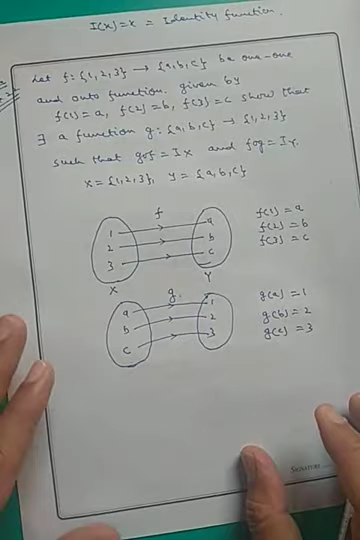 I(x) = x = Identity function.
Let f: {1,2,3} → {a,b,c} be one-one
and onto function. given by
f(1) = a, f(2) = b, f(3) = c show that
∃ a function g: {a,b,c} → {1,2,3}
such that gof = Ix and fog = Iy.
X = {1,2,3}, Y = {a,b,c}
f
1 a
2 b
3 c
X Y
f(1) = a
f(2) = b
f(3) = c
g.
a 1
b 2
c 3
g(a) = 1
g(b) = 2
g(c) = 3